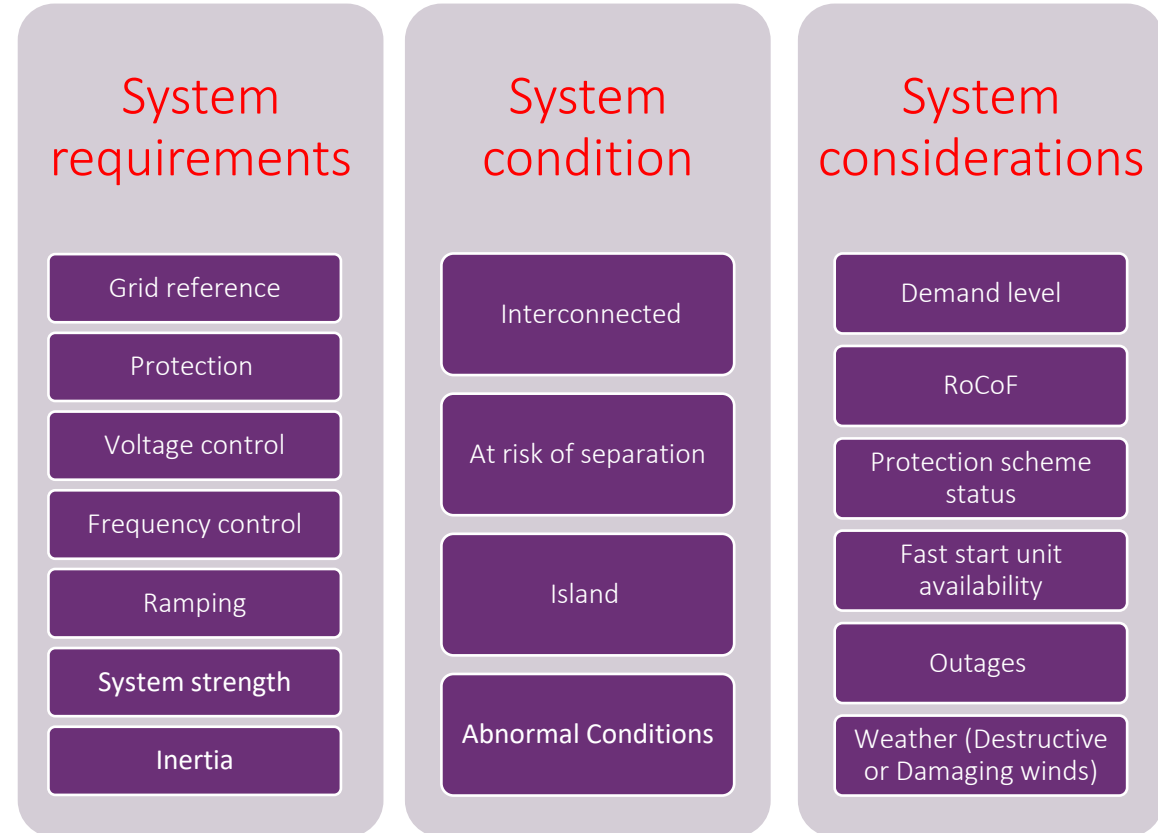 System
requirements
Grid reference
Protection
Voltage control
Frequency control
Ramping
System strength
Inertia
System
condition
Interconnected
At risk of separation
Island
Abnormal Conditions
System
considerations
Demand level
RoCoF
Protection scheme
status
Fast start unit
availability
Outages
Weather (Destructive
or Damaging winds)